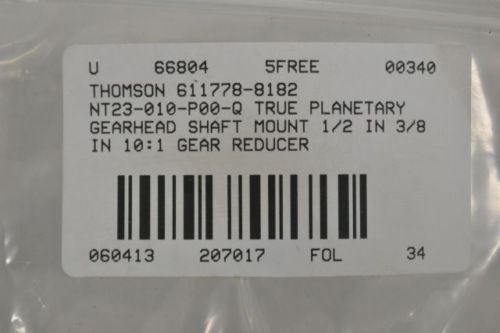 U 66804 5FREE 00340
THOMSON 611778-8182
NT23-010-P00-Q TRUE PLANETARY
GEARHEAD SHAFT MOUNT 1/2 IN 3/8
IN 10:1 GEAR REDUCER
060413 207017 FOL 34